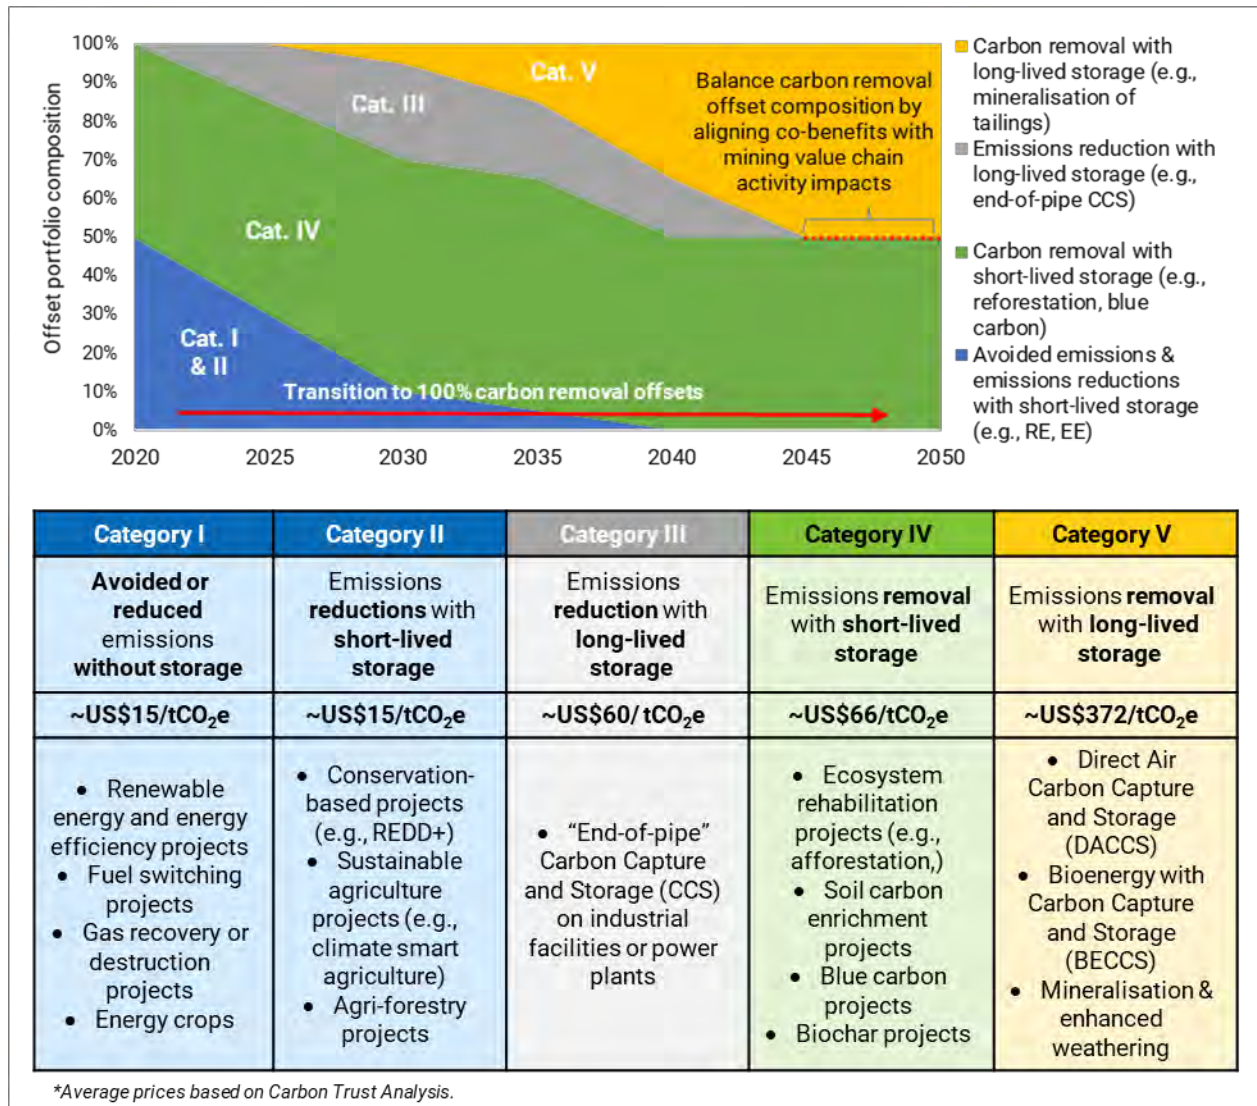 100%
90%
80%
70%
60%
50%
40%
30%
20%
10%
0%
Offset portfolio composition
2020
2025
2030
2035
2040
2045
2050
Cat. V
Cat. III
Cat. IV
Cat. I
& II
Balance carbon removal
offset composition by
aligning co-benefits with
mining value chain
activity impacts
Transition to 100% carbon removal offsets
Carbon removal with
long-lived storage (e.g.,
mineralisation of
tailings)
Emissions reduction with
long-lived storage (e.g.,
end-of-pipe CCS)
Carbon removal with
short-lived storage (e.g.,
reforestation, blue
carbon)
Avoided emissions &
emissions reductions
with short-lived storage
(e.g., RE, EE)
Category I
Category II
Category III
Category IV
Category V
Avoided or
reduced
emissions
without storage
Emissions
reductions with
short-lived
storage
Emissions
reduction with
long-lived
storage
Emissions removal
with short-lived
storage
Emissions removal
with long-lived
storage
~US$15/tCO₂e
~US$15/tCO₂e
~US$60/ tCO₂e
~US$66/tCO₂e
~US$372/tCO₂e
• Renewable
energy and energy
efficiency projects
• Fuel switching
projects
• Gas recovery or
destruction
projects
• Energy crops
• Conservation-
based projects
(e.g., REDD+)
• Sustainable
agriculture
projects (e.g.,
climate smart
agriculture)
• Agri-forestry
projects
• “End-of-pipe”
Carbon Capture
and Storage (CCS)
on industrial
facilities or power
plants
• Ecosystem
rehabilitation
projects (e.g.,
afforestation,)
• Soil carbon
enrichment
projects
• Blue carbon
projects
• Biochar projects
• Direct Air
Carbon Capture
and Storage
(DACCS)
• Bioenergy with
Carbon Capture
and Storage
(BECCS)
• Mineralisation &
enhanced
weathering
*Average prices based on Carbon Trust Analysis.